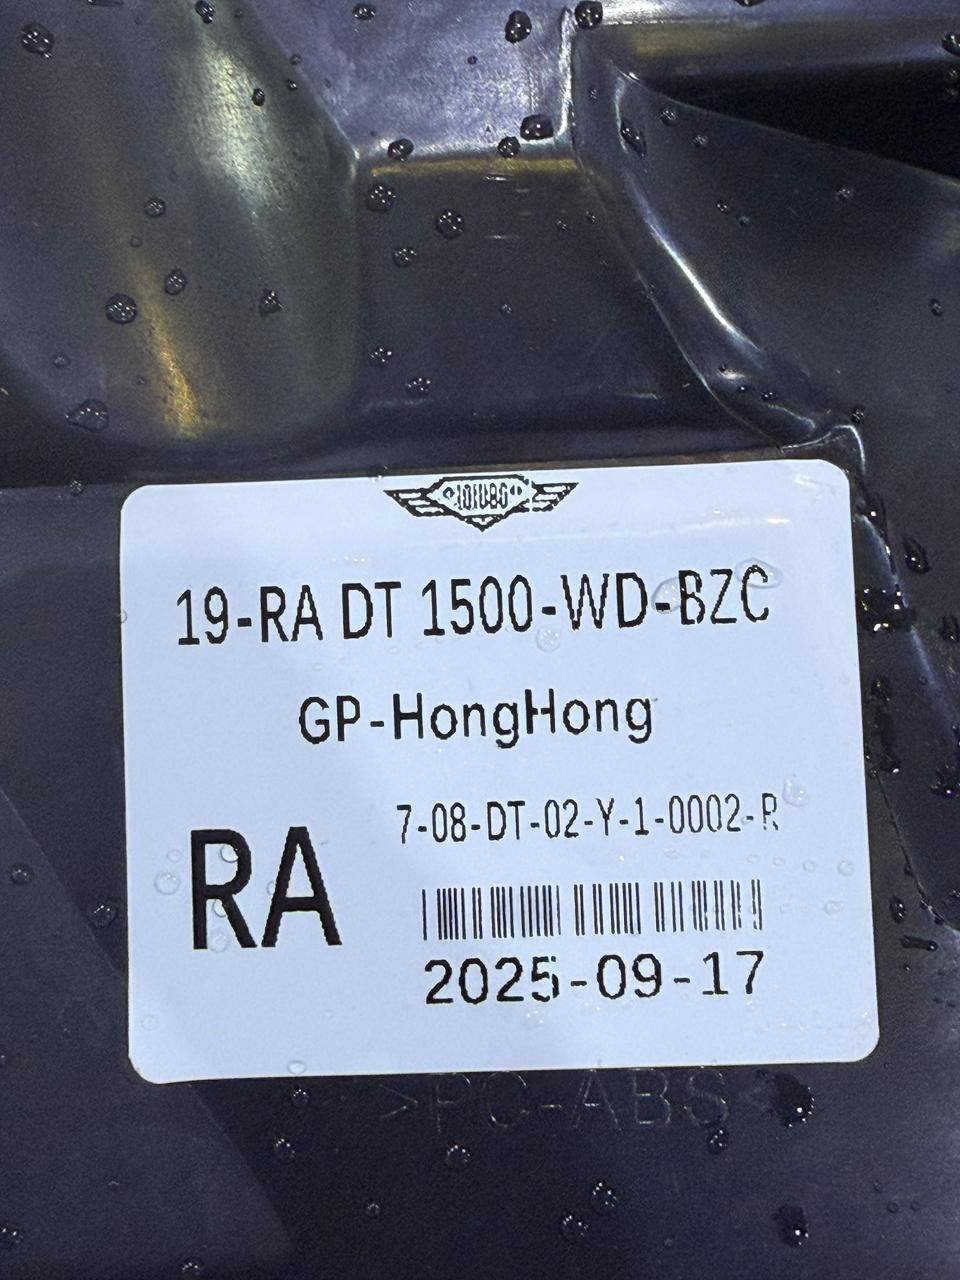 19-RA DT 1500-WD-BZC
GP-HongHong
7-08-DT-02-Y-1-0002-R
RA
2025-09-17
>PC-ABS<